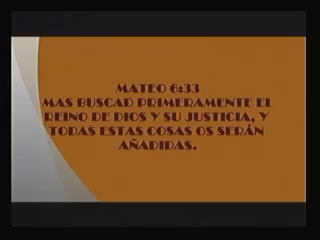 MATEO 6:33
MAS BUSCAD PRIMERAMENTE EL
REINO DE DIOS Y SU JUSTICIA, Y
TODAS ESTAS COSAS OS SERÁN
AÑADIDAS.